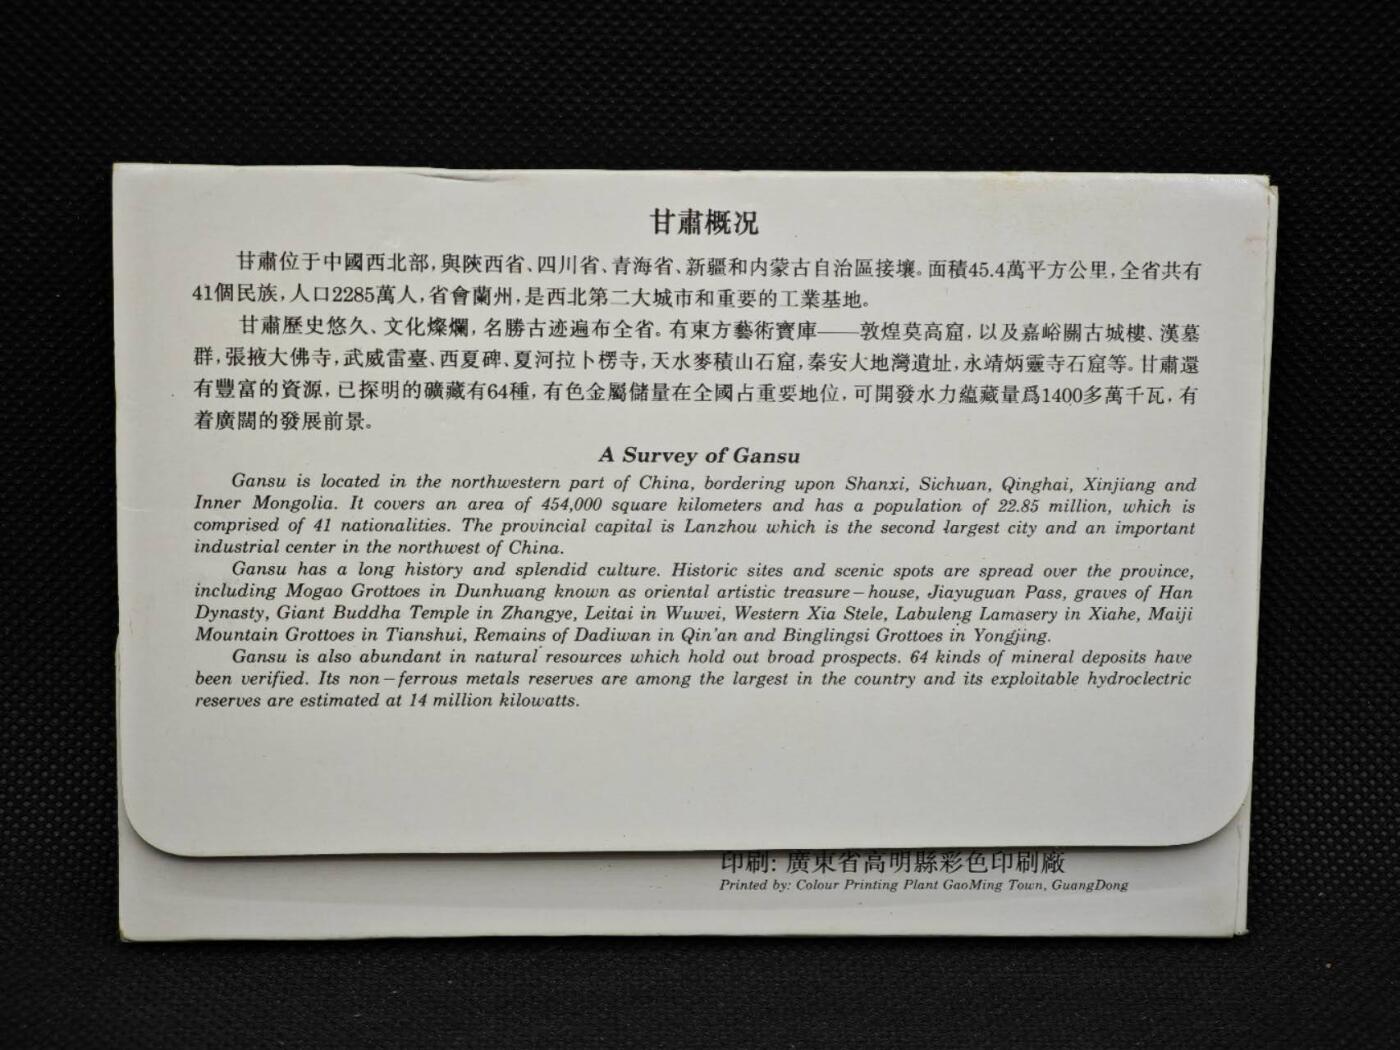 甘肅概况
甘肅位于中國西北部，與陝西省、四川省、青海省、新疆和内蒙古自治區接壤。面積45.4萬平方公里，全省共有
41個民族，人口2285萬人，省會蘭州，是西北第二大城市和重要的工業基地。
甘肅歷史悠久、文化燦爛，名勝古迹遍布全省。有東方藝術寶庫——敦煌莫高窟，以及嘉峪關古城樓、漢墓
群，張掖大佛寺，武威雷臺、西夏碑、夏河拉卜楞寺，天水麥積山石窟，秦安大地灣遺址，永靖炳靈寺石窟等。甘肅還
有豐富的資源，已探明的礦藏有64種，有色金屬儲量在全國占重要地位，可開發水力蘊藏量爲1400多萬千瓦，有
着廣闊的發展前景。
A Survey of Gansu
Gansu is located in the northwestern part of China, bordering upon Shanxi, Sichuan, Qinghai, Xinjiang and
Inner Mongolia. It covers an area of 454,000 square kilometers and has a population of 22.85 million, which is
comprised of 41 nationalities. The provincial capital is Lanzhou which is the second largest city and an important
industrial center in the northwest of China.
Gansu has a long history and splendid culture. Historic sites and scenic spots are spread over the province,
including Mogao Grottoes in Dunhuang known as oriental artistic treasure-house, Jiayuguan Pass, graves of Han
Dynasty, Giant Buddha Temple in Zhangye, Leitai in Wuwei, Western Xia Stele, Labuleng Lamasery in Xiahe, Maiji
Mountain Grottoes in Tianshui, Remains of Dadiwan in Qin'an and Binglingsi Grottoes in Yongjing.
Gansu is also abundant in natural resources which hold out broad prospects. 64 kinds of mineral deposits have
been verified. Its non-ferrous metals reserves are among the largest in the country and its exploitable hydroelectric
reserves are estimated at 14 million kilowatts.
印刷：廣東省高明縣彩色印刷廠
Printed by: Colour Printing Plant GaoMing Town, GuangDong